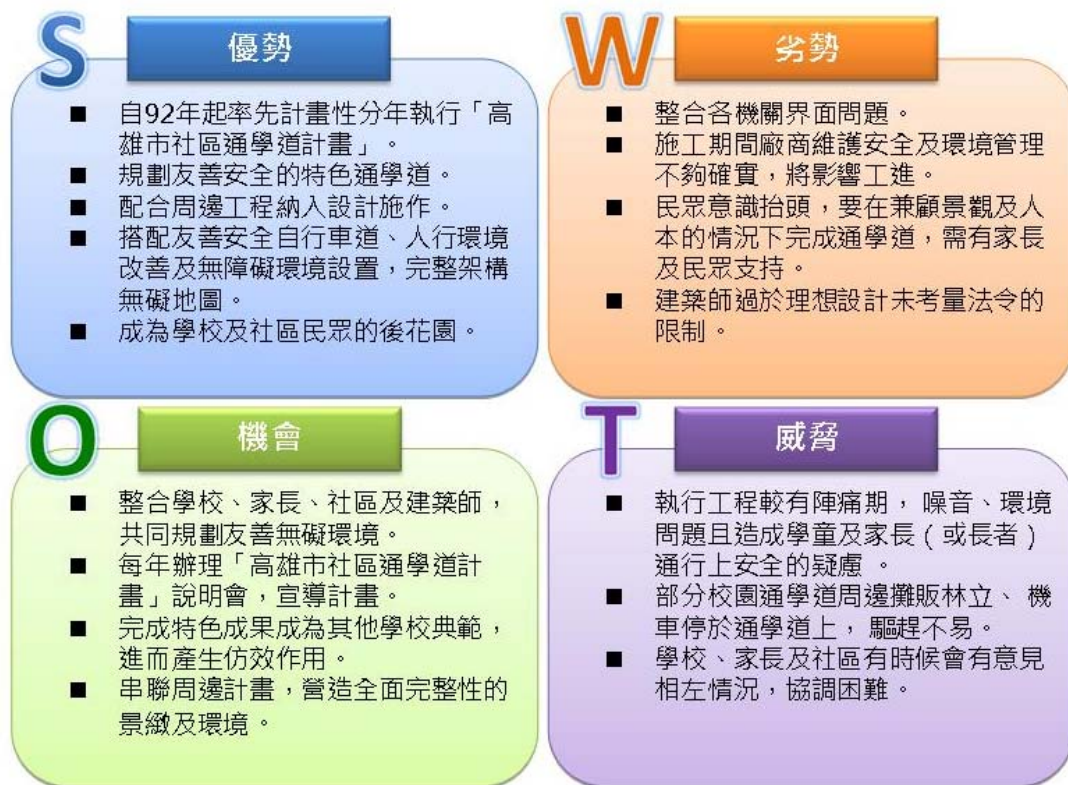 S 優勢
■ 自92年起率先計畫性分年執行「高
雄市社區通學道計畫」。
■ 規劃友善安全的特色通學道。
■ 配合周邊工程納入設計施作。
■ 搭配友善安全自行車道、人行環境
改善及無障礙環境設置，完整架構
無礙地圖。
■ 成為學校及社區民眾的後花園。
W 劣勢
■ 整合各機關界面問題。
■ 施工期間廠商維護安全及環境管理
不夠確實，將影響工進。
■ 民眾意識抬頭，要在兼顧景觀及人
本的情況下完成通學道，需有家長
及民眾支持。
■ 建築師過於理想設計未考量法令的
限制。
O 機會
■ 整合學校、家長、社區及建築師，
共同規劃友善無礙環境。
■ 每年辦理「高雄市社區通學道計
畫」說明會，宣導計畫。
■ 完成特色成果成為其他學校典範，
進而產生仿效作用。
■ 串聯周邊計畫，營造全面完整性的
景緻及環境。
T 威脅
■ 執行工程較有陣痛期， 噪音、環境
問題且造成學童及家長（或長者）
通行上安全的疑慮 。
■ 部分校園通學道周邊攤販林立、 機
車停於通學道上， 驅趕不易。
■ 學校、家長及社區有時候會有意見
相左情況，協調困難。